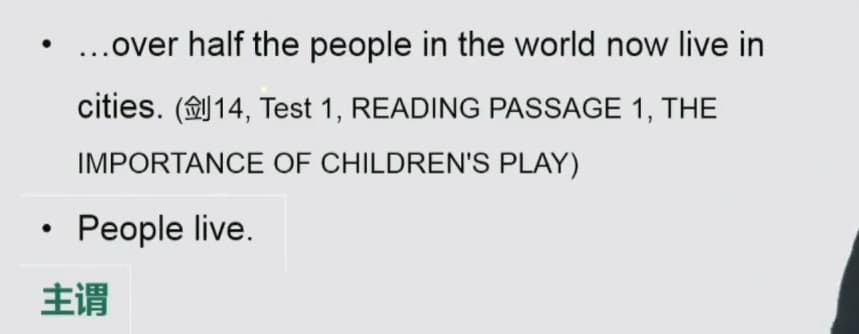 • …over half the people in the world now live in
cities. (剑14, Test 1, READING PASSAGE 1, THE
IMPORTANCE OF CHILDREN'S PLAY)
• People live.
主谓